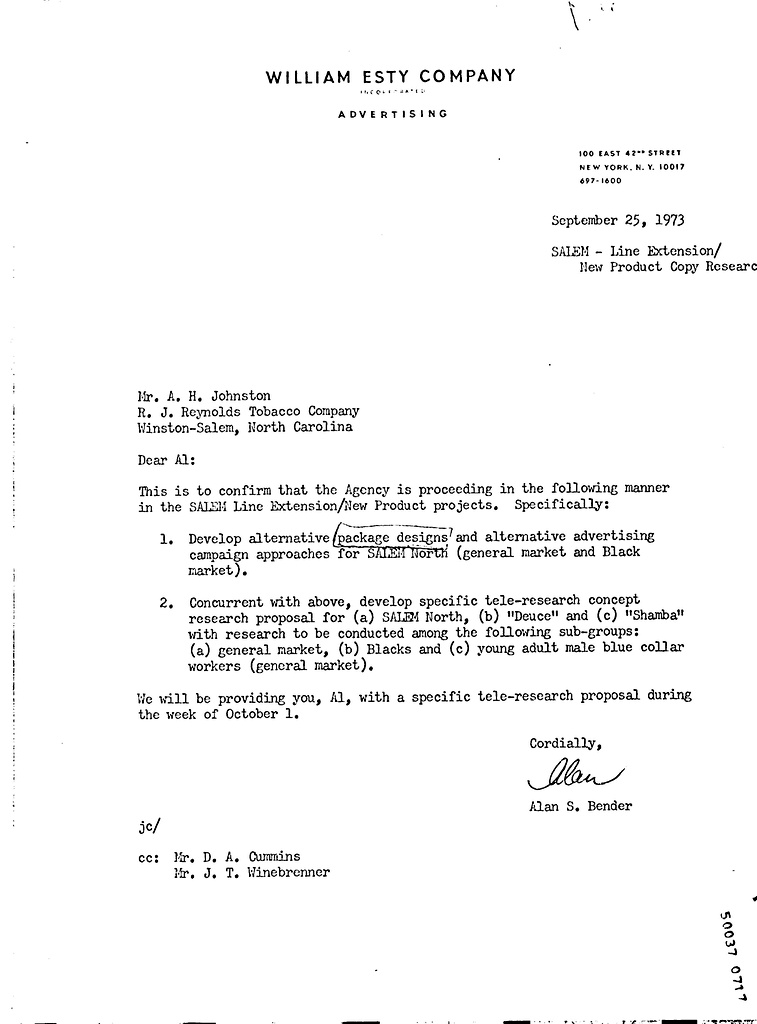 WILLIAM ESTY COMPANY
INCORPORATED
ADVERTISING
100 EAST 42ND STREET
NEW YORK, N. Y. 10017
697-1600
September 25, 1973
SALEM - Line Extension/
New Product Copy Researc
Mr. A. H. Johnston
R. J. Reynolds Tobacco Company
Winston-Salem, North Carolina
Dear Al:
This is to confirm that the Agency is proceeding in the following manner
in the SALEM Line Extension/New Product projects. Specifically:
1. Develop alternative package designs and alternative advertising
campaign approaches for SALEM North (general market and Black
market).
2. Concurrent with above, develop specific tele-research concept
research proposal for (a) SALEM North, (b) "Deuce" and (c) "Shamba"
with research to be conducted among the following sub-groups:
(a) general market, (b) Blacks and (c) young adult male blue collar
workers (general market).
We will be providing you, Al, with a specific tele-research proposal during
the week of October 1.
Cordially,
Alan
Alan S. Bender
jc/
cc: Mr. D. A. Cummins
Mr. J. T. Winebrenner
50037 0717